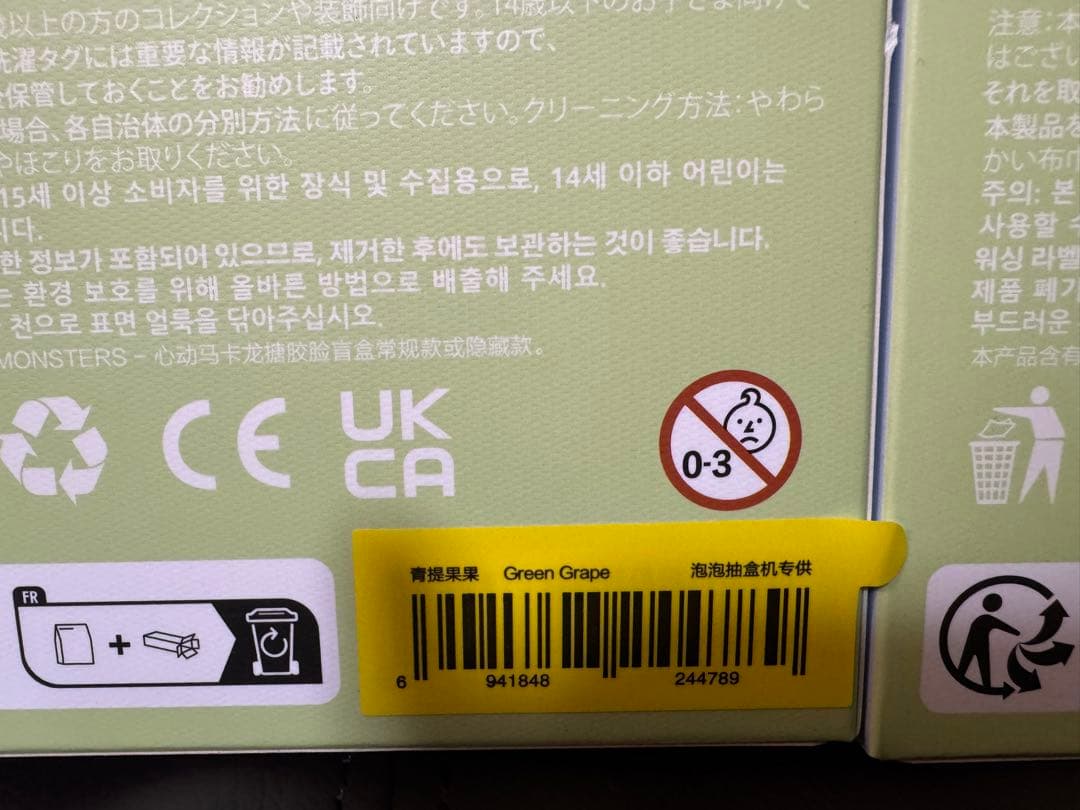 以上の方のコレクションや装飾向けです。14歳以下のお子さま向けで
洗濯タグには重要な情報が記載されていますので、
保管しておくことをお勧めします。
場合、各自治体の分別方法に従ってください。クリーニング方法：やわら
やほこりをお取りください。
15세 이상 소비자를 위한 장식 및 수집용으로, 14세 이하 어린이는
니다.
한 정보가 포함되어 있으므로, 제거한 후에도 보관하는 것이 좋습니다.
는 환경 보호를 위해 올바른 방법으로 배출해 주세요.
천으로 표면 얼룩을 닦아주십시오.
MONSTERS – 心动马卡龙搪胶脸盲盒常规款或隐藏款。
CE
UK
CA
0-3
FR
青提果果 Green Grape 泡泡抽盒机专供
6 941848 244789
注意：本
はござい
それを取
本製品を
かい布巾
주의: 본
사용할 수
워싱 라벨
제품 폐기
부드러운
本产品含有